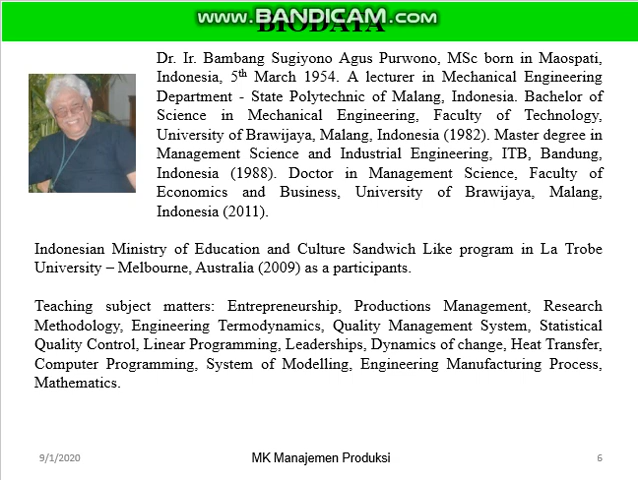 www.BANDICAM.com
BIODATA
Dr. Ir. Bambang Sugiyono Agus Purwono, MSc born in Maospati,
Indonesia, 5th March 1954. A lecturer in Mechanical Engineering
Department - State Polytechnic of Malang, Indonesia. Bachelor of
Science in Mechanical Engineering, Faculty of Technology,
University of Brawijaya, Malang, Indonesia (1982). Master degree in
Management Science and Industrial Engineering, ITB, Bandung,
Indonesia (1988). Doctor in Management Science, Faculty of
Economics and Business, University of Brawijaya, Malang,
Indonesia (2011).
Indonesian Ministry of Education and Culture Sandwich Like program in La Trobe
University – Melbourne, Australia (2009) as a participants.
Teaching subject matters: Entrepreneurship, Productions Management, Research
Methodology, Engineering Termodynamics, Quality Management System, Statistical
Quality Control, Linear Programming, Leaderships, Dynamics of change, Heat Transfer,
Computer Programming, System of Modelling, Engineering Manufacturing Process,
Mathematics.
9/1/2020
MK Manajemen Produksi
6